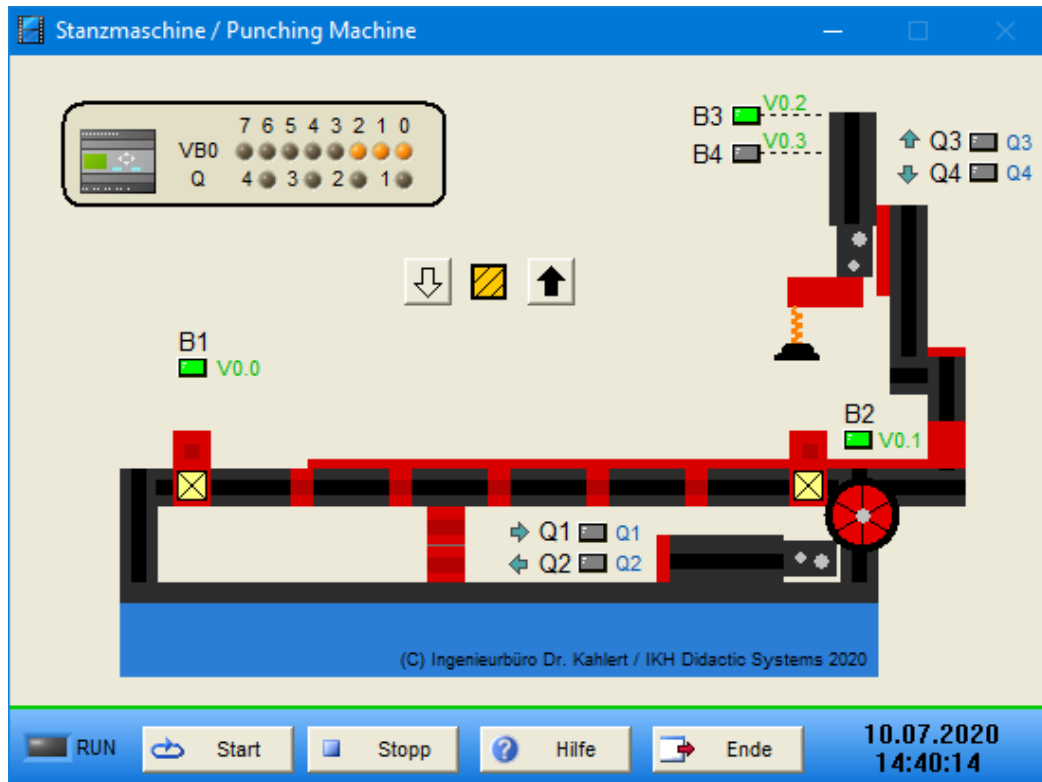 Stanzmaschine / Punching Machine
7 6 5 4 3 2 1 0
VB0
Q 4 3 2 1
B3 V0.2
B4 V0.3
Q3 Q3
Q4 Q4
B1
V0.0
B2
V0.1
Q1 Q1
Q2 Q2
(C) Ingenieurbüro Dr. Kahlert / IKH Didactic Systems 2020
RUN Start Stopp ? Hilfe Ende
10.07.2020
14:40:14